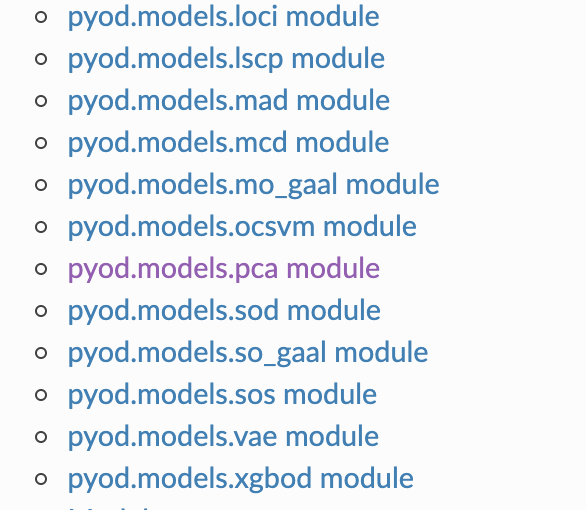 pyod.models.loci module
pyod.models.lscp module
pyod.models.mad module
pyod.models.mcd module
pyod.models.mo_gaal module
pyod.models.ocsvm module
pyod.models.pca module
pyod.models.sod module
pyod.models.so_gaal module
pyod.models.sos module
pyod.models.vae module
pyod.models.xgbod module